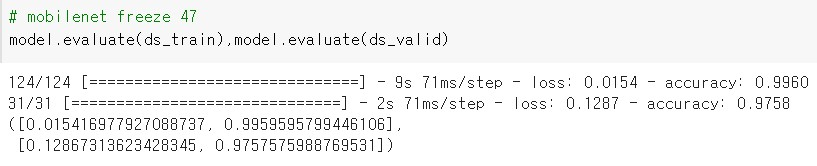 # mobilenet freeze 47
model.evaluate(ds_train),model.evaluate(ds_valid)
124/124 [==============================] - 9s 71ms/step - loss: 0.0154 - accuracy: 0.9960
31/31 [==============================] - 2s 71ms/step - loss: 0.1287 - accuracy: 0.9758
([0.015416977927088737, 0.9959595799446106],
[0.12867313623428345, 0.9757575988769531])